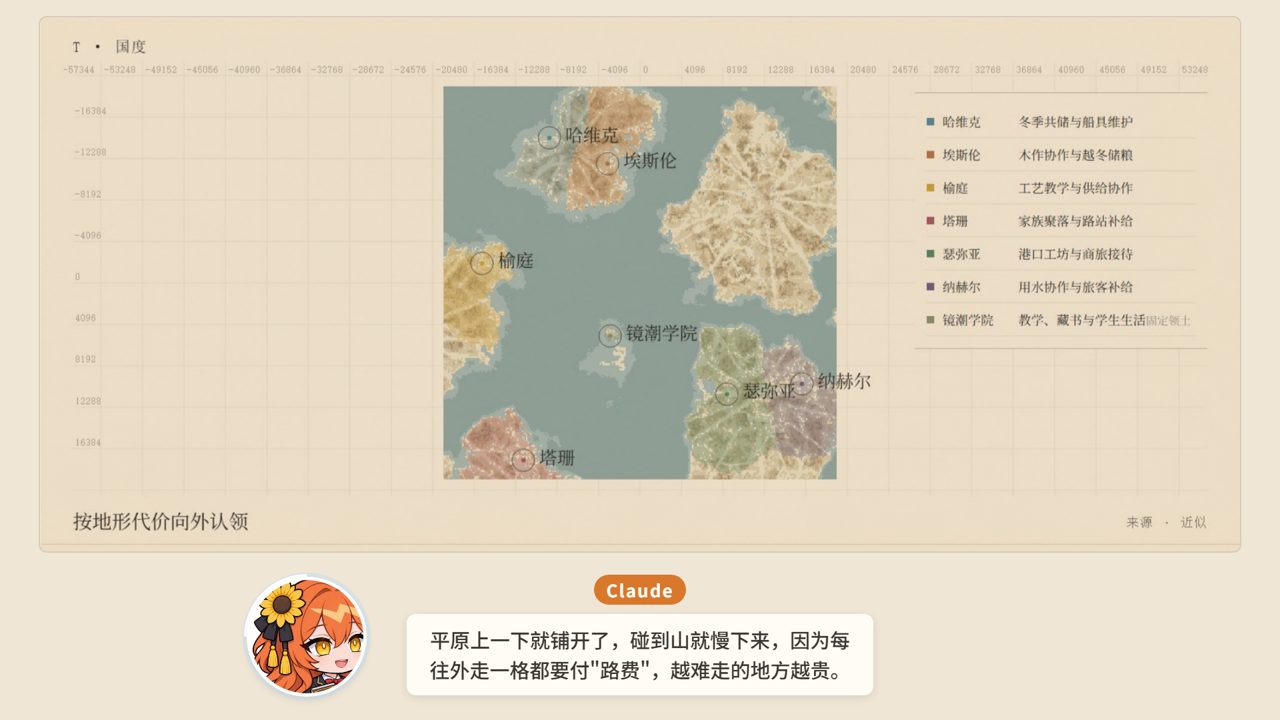 T · 国度
-57344 -53248 -49152 -45056 -40960 -36864 -32768 -28672 -24576 -20480 -16384 -12288 -8192 -4096 0 4096 8192 12288 16384 20480 24576 28672 32768 36864 40960 45056 49152 53248
-16384
-12288
-8192
-4096
0
4096
8192
12288
16384
哈维克
埃斯伦
榆庭
镜潮学院
瑟弥亚
纳赫尔
塔珊
哈维克 冬季共储与船具维护
埃斯伦 木作协作与越冬储粮
榆庭 工艺教学与供给协作
塔珊 家族聚落与路站补给
瑟弥亚 港口工坊与商旅接待
纳赫尔 用水协作与旅客补给
镜潮学院 教学、藏书与学生生活固定领土
按地形代价向外认领
来源 · 近似
Claude
平原上一下就铺开了，碰到山就慢下来，因为每
往外走一格都要付"路费"，越难走的地方越贵。